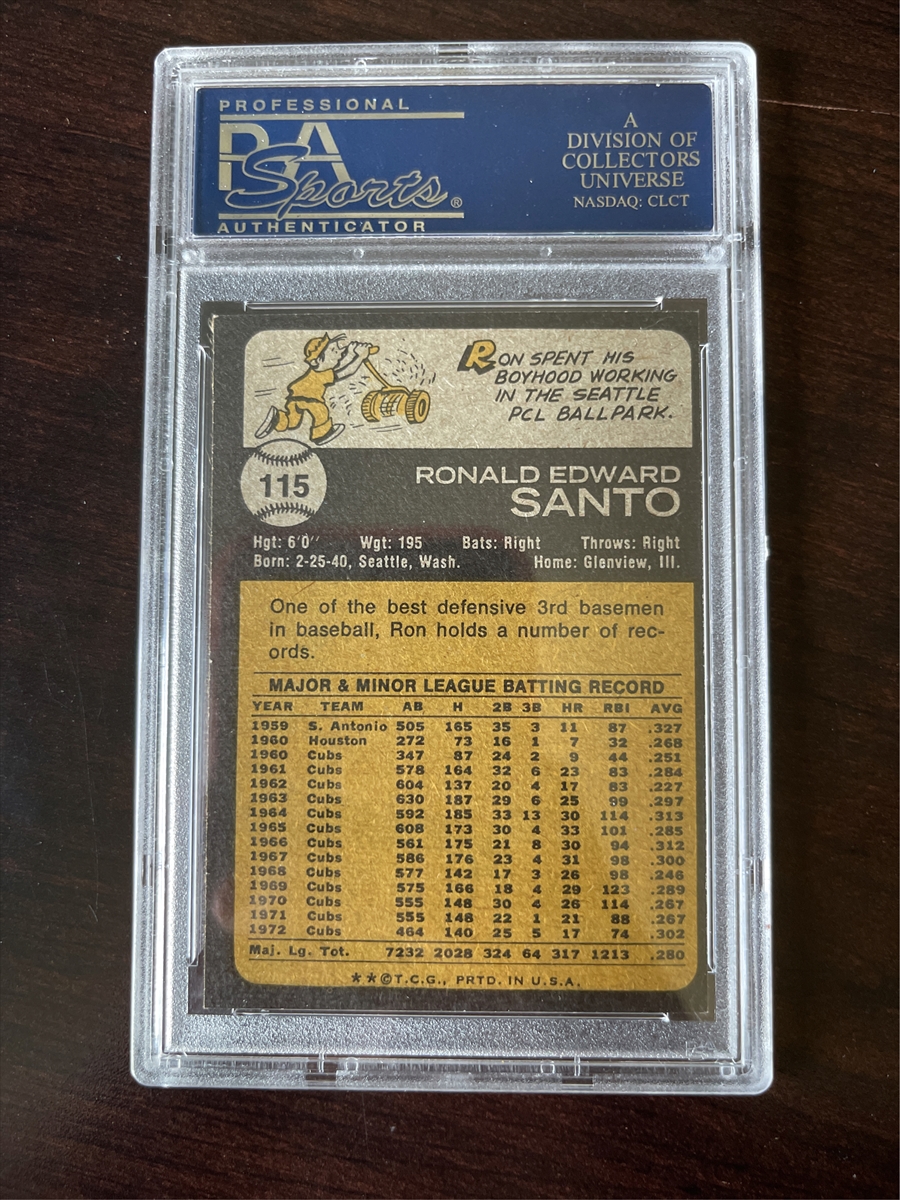 PROFESSIONAL
PSA
Sports®
AUTHENTICATOR
A
DIVISION OF
COLLECTORS
UNIVERSE
NASDAQ: CLCT
RON SPENT HIS
BOYHOOD WORKING
IN THE SEATTLE
PCL BALLPARK.
115
RONALD EDWARD
SANTO
Hgt: 6'0" Wgt: 195 Bats: Right Throws: Right
Born: 2-25-40, Seattle, Wash. Home: Glenview, Ill.
One of the best defensive 3rd basemen
in baseball, Ron holds a number of rec-
ords.
MAJOR & MINOR LEAGUE BATTING RECORD
YEAR TEAM AB H 2B 3B HR RBI AVG
1959 S. Antonio 505 165 35 3 11 87 .327
1960 Houston 272 73 16 1 7 32 .268
1960 Cubs 347 87 24 2 9 44 .251
1961 Cubs 578 164 32 6 23 83 .284
1962 Cubs 604 137 20 4 17 83 .227
1963 Cubs 630 187 29 6 25 99 .297
1964 Cubs 592 185 33 13 30 114 .313
1965 Cubs 608 173 30 4 33 101 .285
1966 Cubs 561 175 21 8 30 94 .312
1967 Cubs 586 176 23 4 31 98 .300
1968 Cubs 577 142 17 3 26 98 .246
1969 Cubs 575 166 18 4 29 123 .289
1970 Cubs 555 148 30 4 26 114 .267
1971 Cubs 555 148 22 1 21 88 .267
1972 Cubs 464 140 25 5 17 74 .302
Maj. Lg. Tot. 7232 2028 324 64 317 1213 .280
**©T.C.G., PRTD. IN U.S.A.